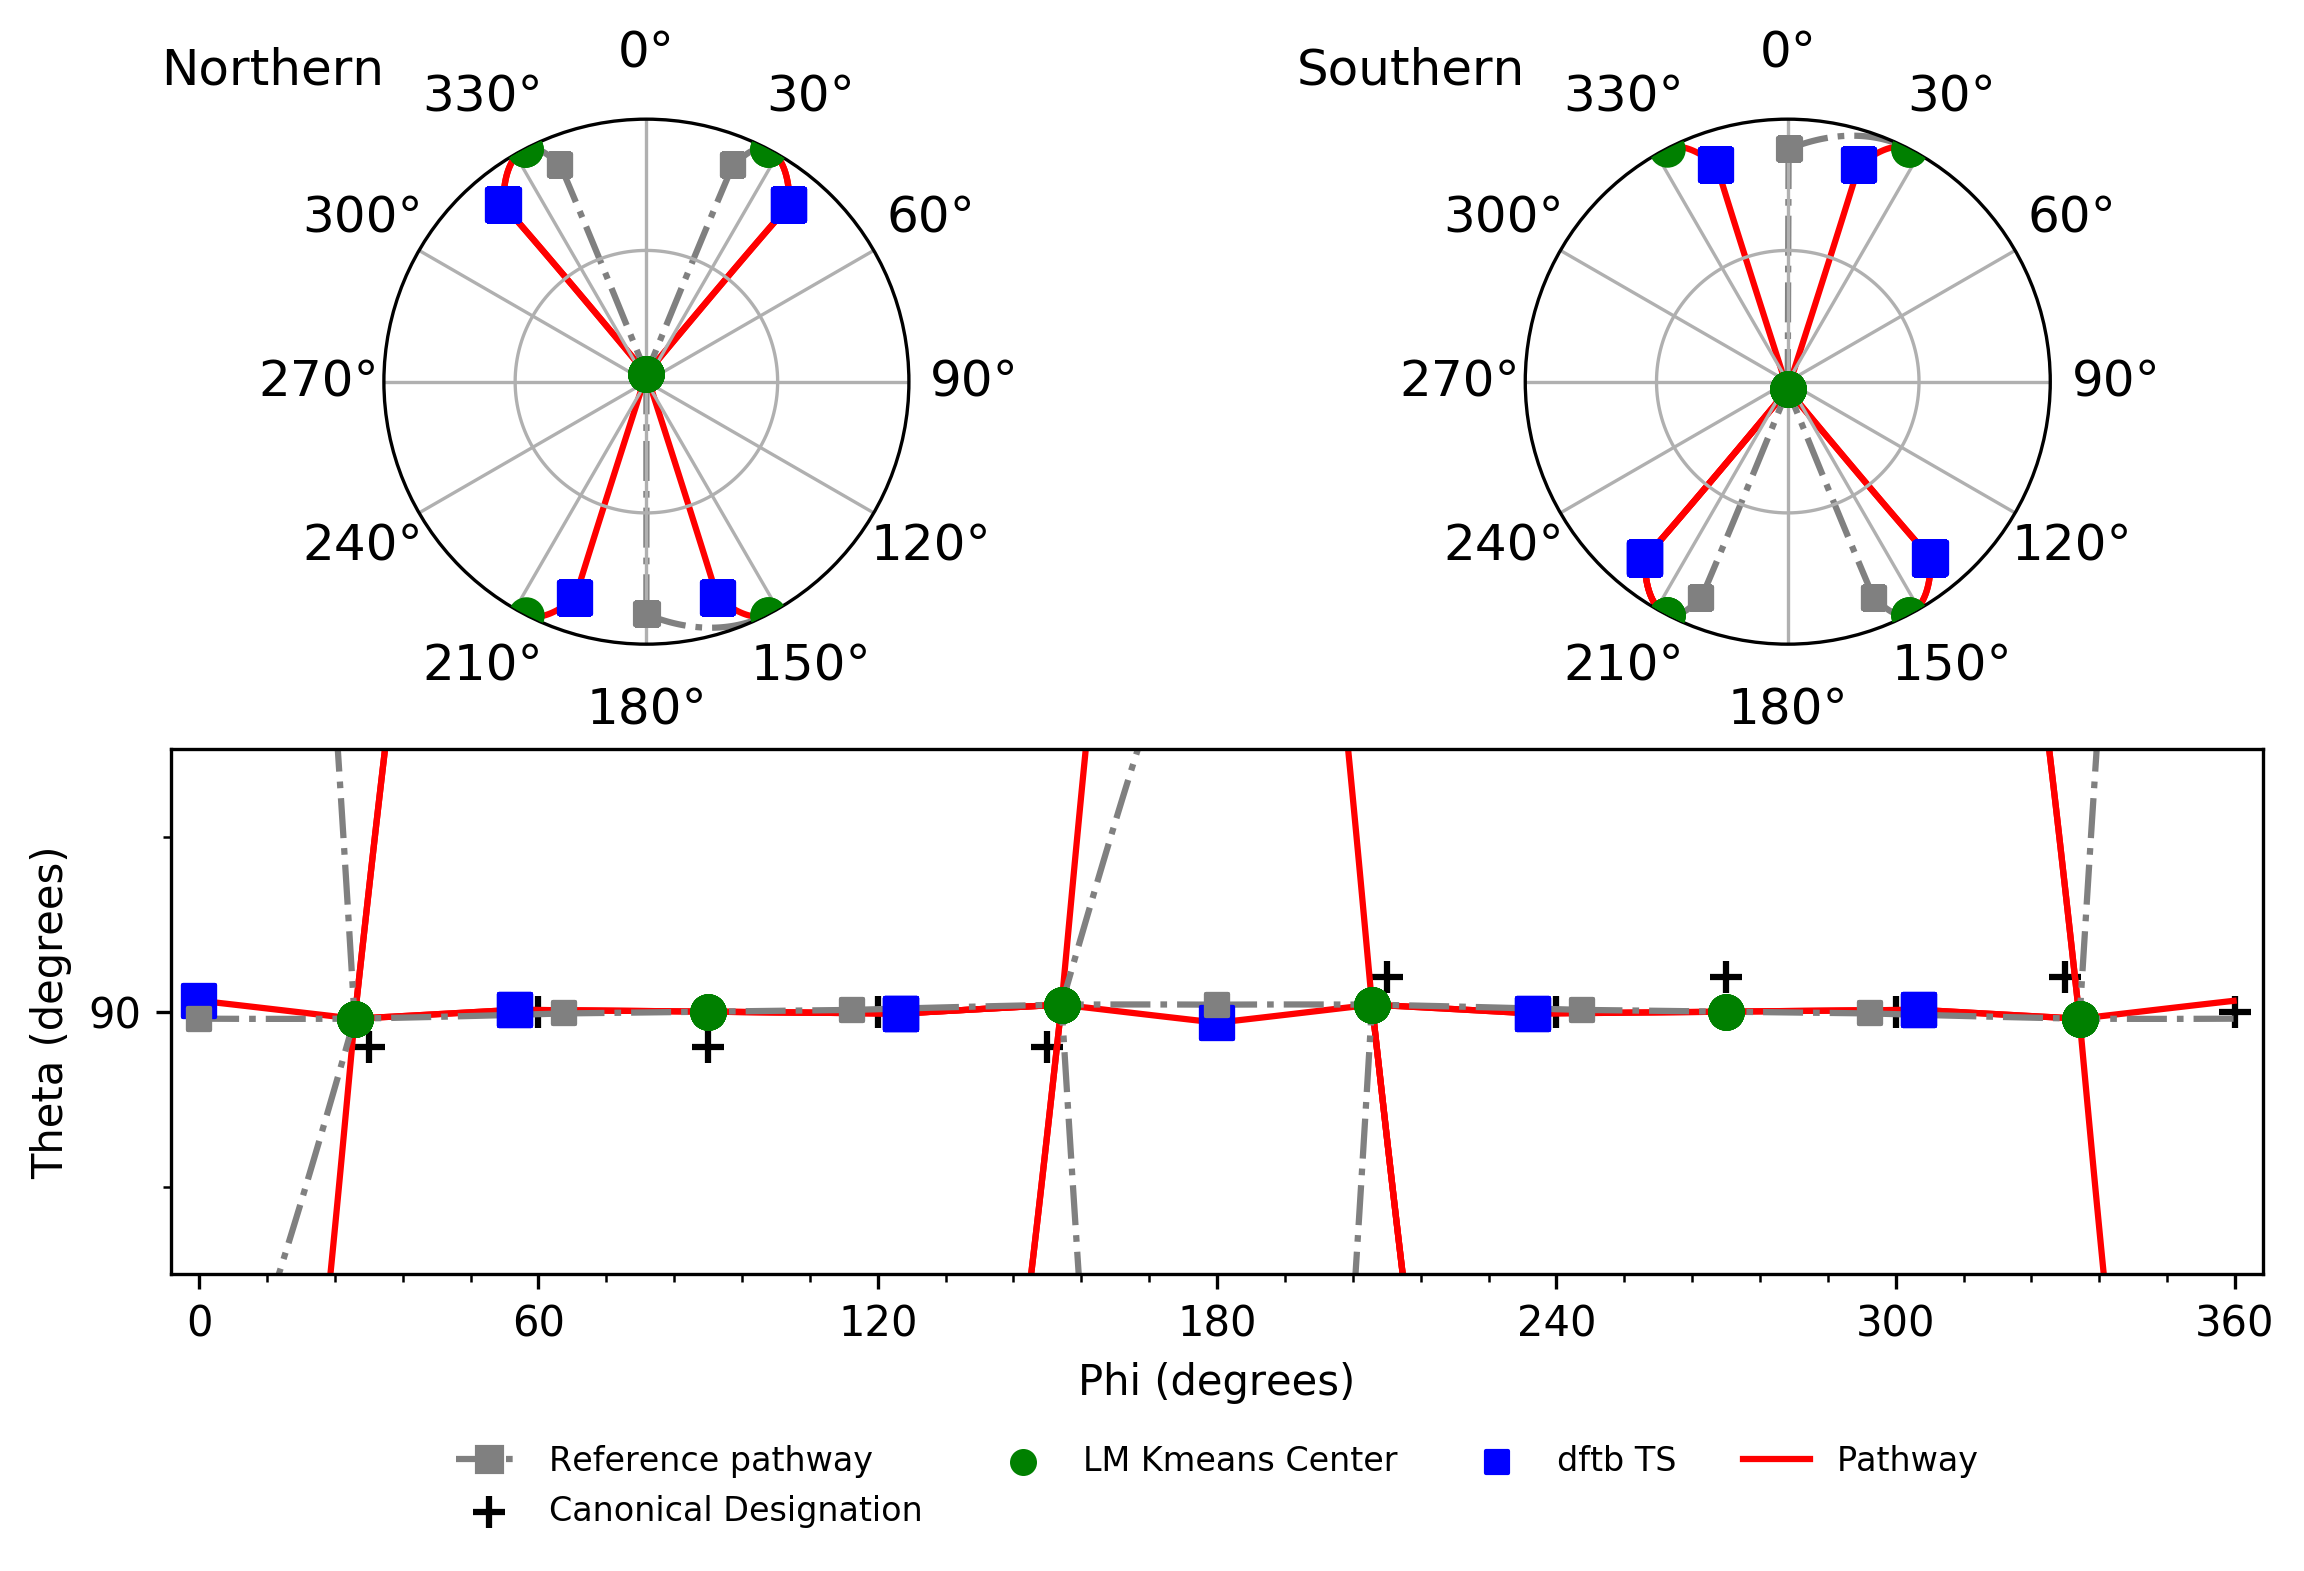 Northern
0°
30°
60°
90°
120°
150°
180°
210°
240°
270°
300°
330°
Southern
0°
30°
60°
90°
120°
150°
180°
210°
240°
270°
300°
330°
Theta (degrees)
90
0 60 120 180 240 300 360
Phi (degrees)
Reference pathway
Canonical Designation
LM Kmeans Center
dftb TS
Pathway